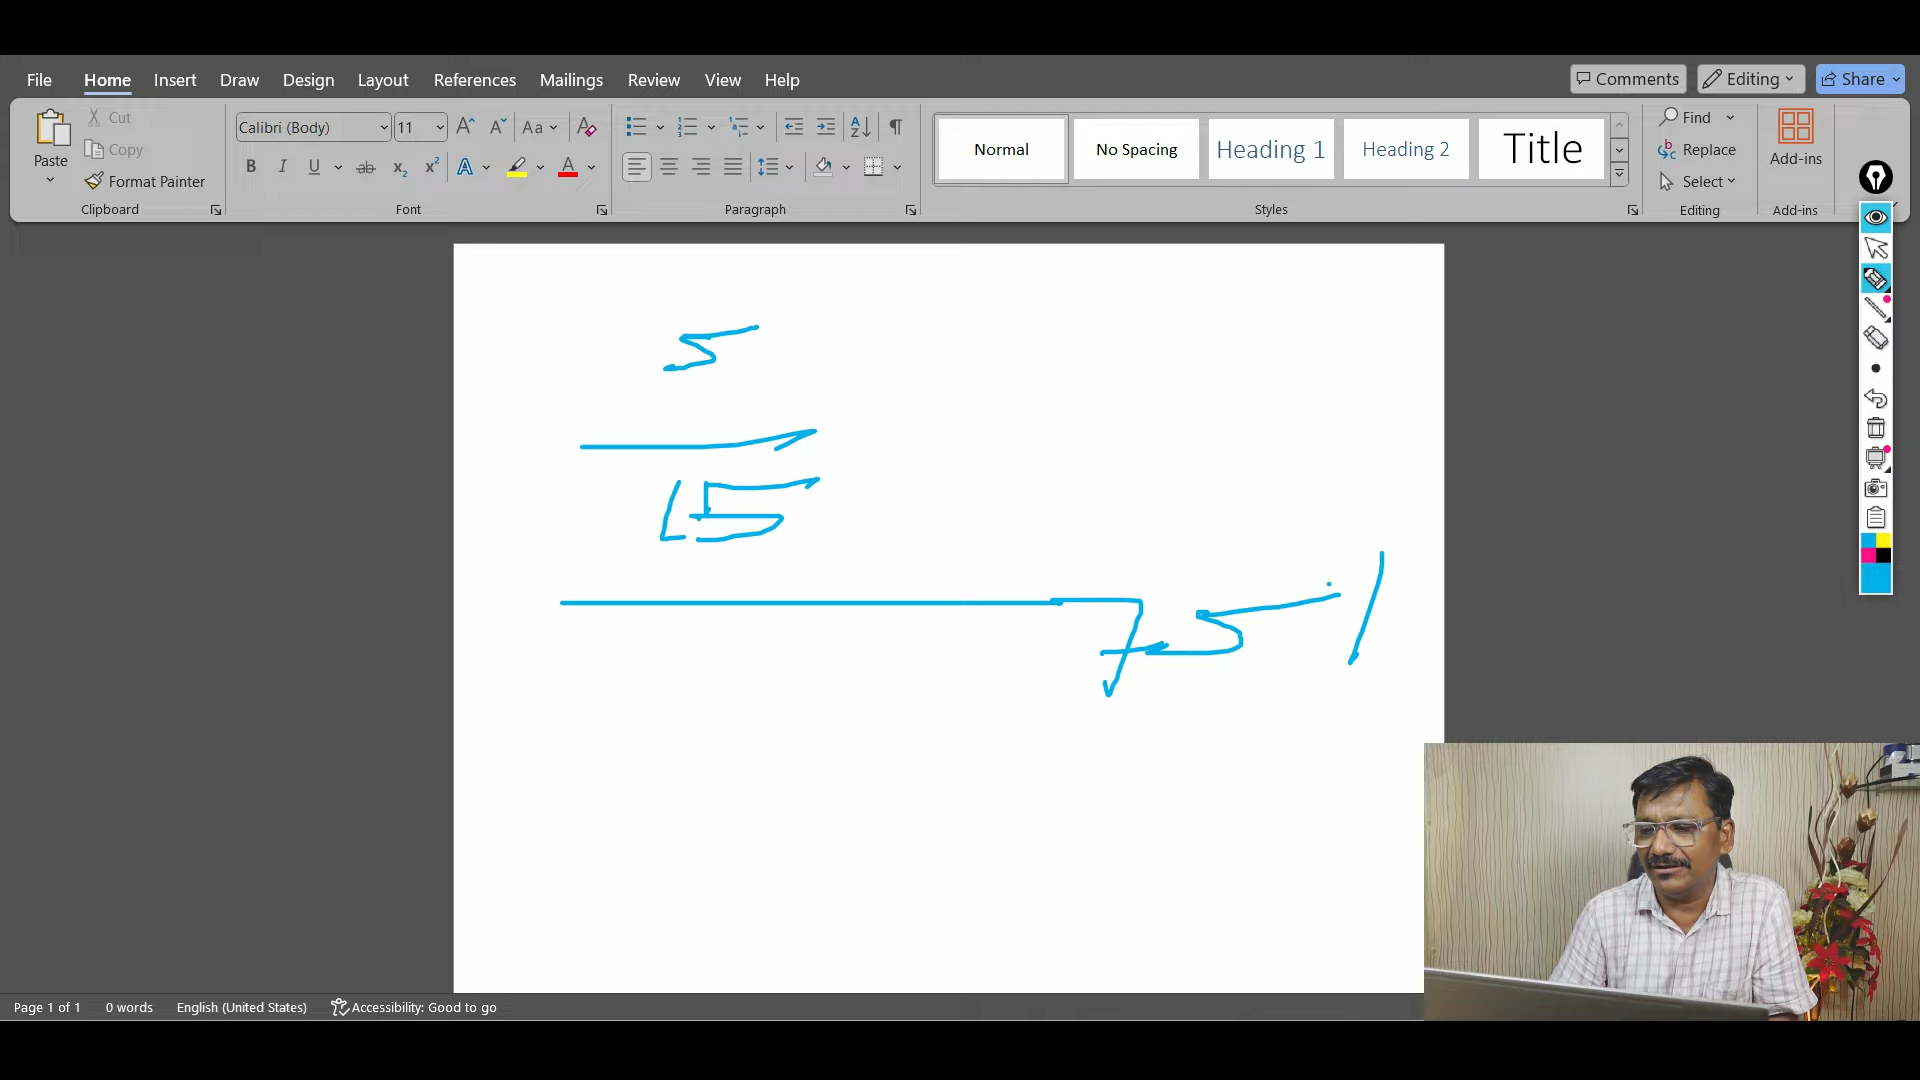 File Home Insert Draw Design Layout References Mailings Review View Help Comments Editing Share
Paste
Cut
Copy
Format Painter
Clipboard
Calibri (Body) 11 Aa
B I U ab x₂ x² A A
Font
Paragraph
Normal No Spacing Heading 1 Heading 2 Title
Styles
Find
Replace
Select
Editing
Add-ins
Add-ins
5
15
75
Page 1 of 1 0 words English (United States) Accessibility: Good to go